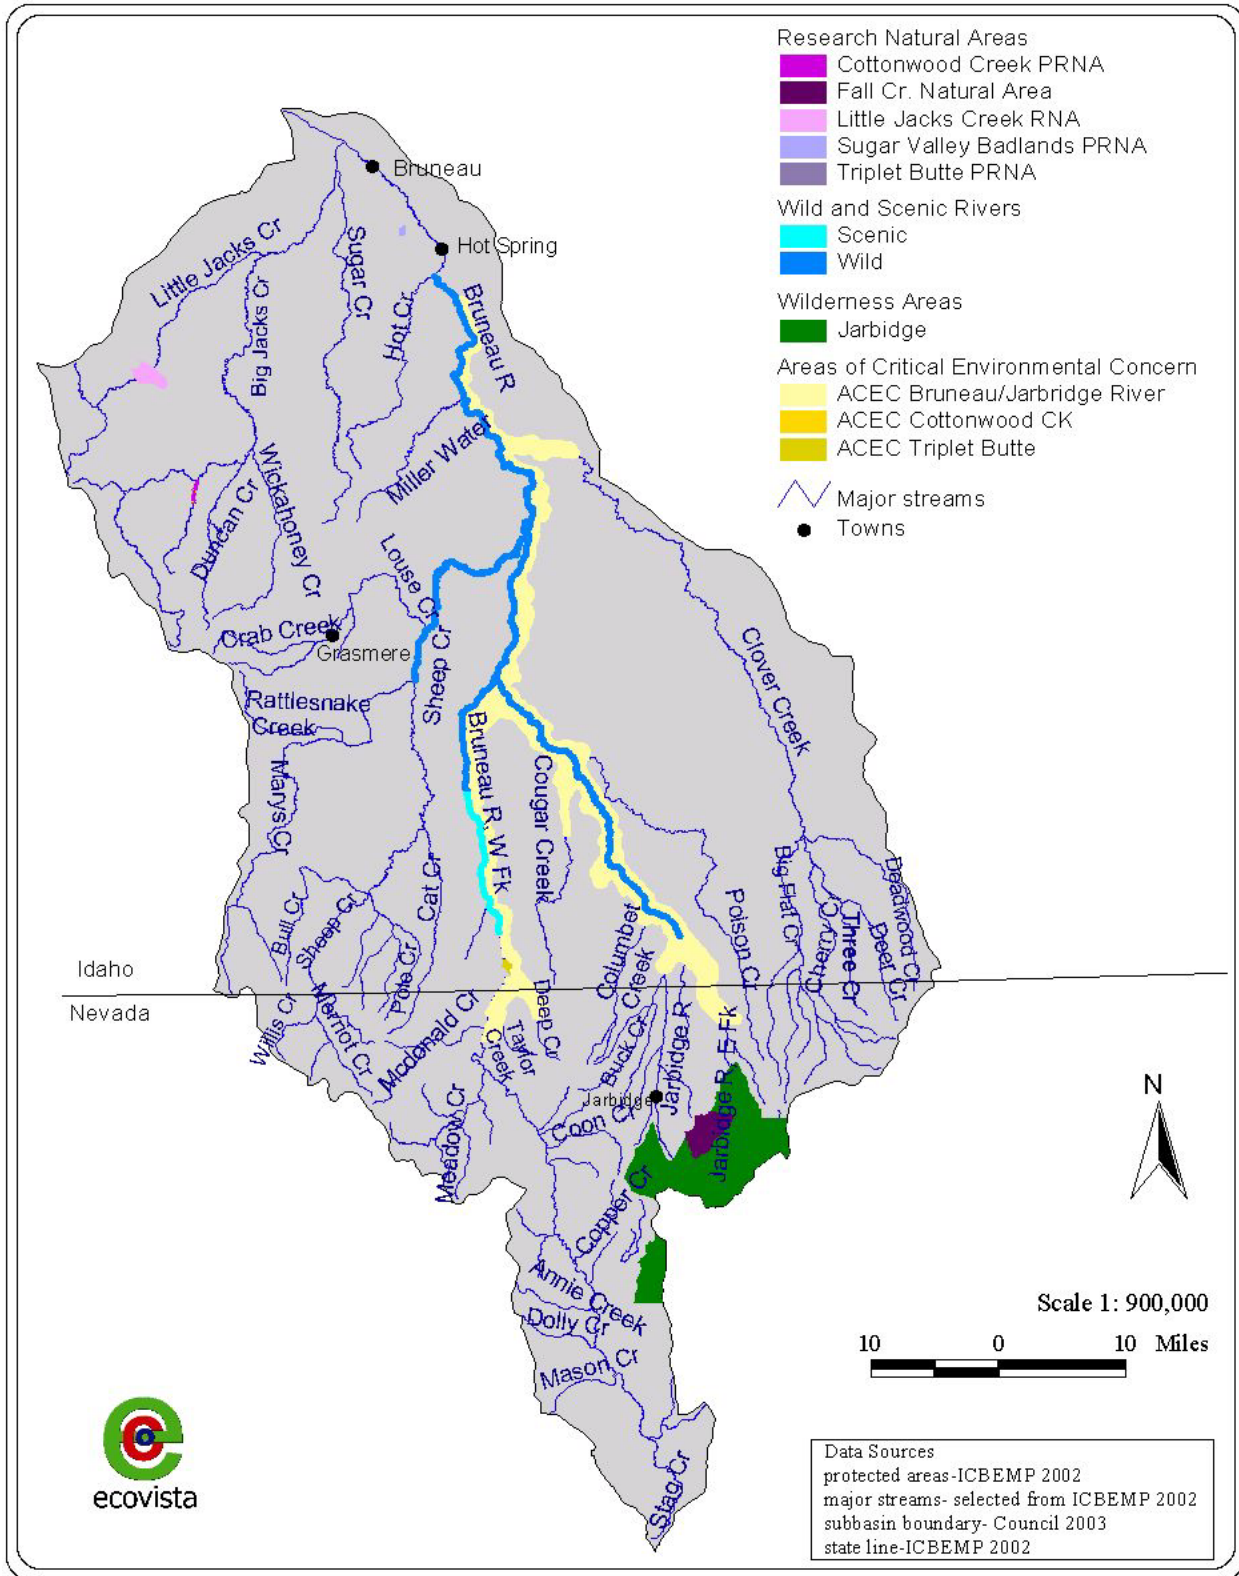 Research Natural Areas
Cottonwood Creek PRNA
Fall Cr. Natural Area
Little Jacks Creek RNA
Sugar Valley Badlands PRNA
Triplet Butte PRNA
Wild and Scenic Rivers
Scenic
Wild
Wilderness Areas
Jarbidge
Areas of Critical Environmental Concern
ACEC Bruneau/Jarbridge River
ACEC Cottonwood CK
ACEC Triplet Butte
Major streams
Towns
Bruneau
Hot Spring
Little Jacks Cr
Sugar Cr
Big Jacks Cr
Hot Cr
Bruneau R
Miller Water
Wickahoney Cr
Duncan Cr
Louse Cr
Crab Creek
Grasmere
Sheep Cr
Clover Creek
Rattlesnake
Creek
Marys Cr
Bruneau R, W Fk
Cougar Creek
Cat Cr
Bull Cr
Sheep Cr
Pole Cr
Columbet
Creek
Poison Cr
Big Flat Cr
Cherry Cr
Three Cr
Deer Cr
Deadwood Cr
Idaho
Nevada
Willis Cr
Merriot Cr
Mcdonald Cr
Taylor
Creek
Deep Cr
Buck Cr
Jarbidge R
Jarbidge R, E Fk
Jarbidge
Coon Cr
Meadow Cr
Copper Cr
Annie Creek
Dolly Cr
Mason Cr
Stag Cr
N
Scale 1: 900,000
10 0 10 Miles
ecovista
Data Sources
protected areas-ICBEMP 2002
major streams- selected from ICBEMP 2002
subbasin boundary- Council 2003
state line-ICBEMP 2002